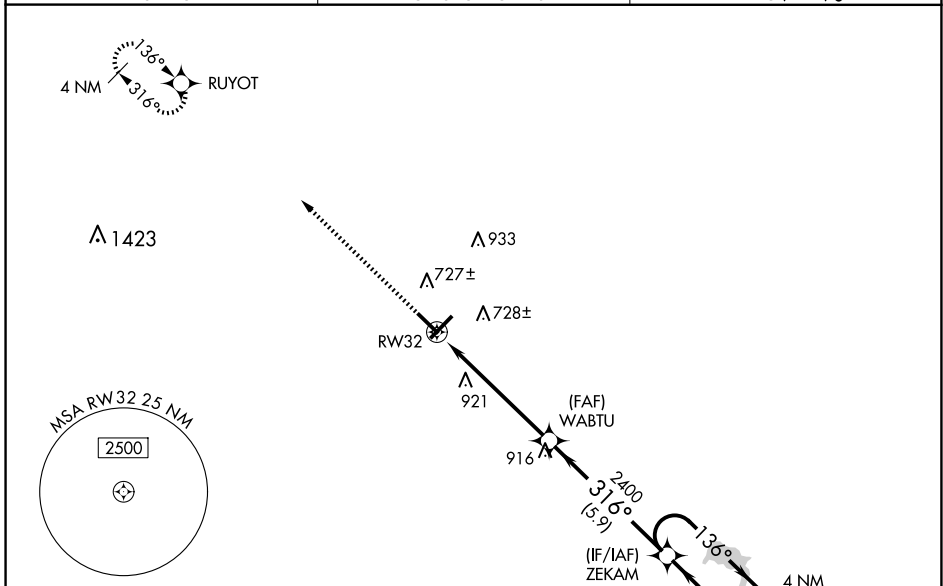 136°
4 NM
316°
RUYOT
1423
933
727±
728±
RW32
921
(FAF)
WABTU
916
MSA RW32 25 NM
2500
2400
316°
(5.9)
136°
(IF/IAF)
ZEKAM
4 NM